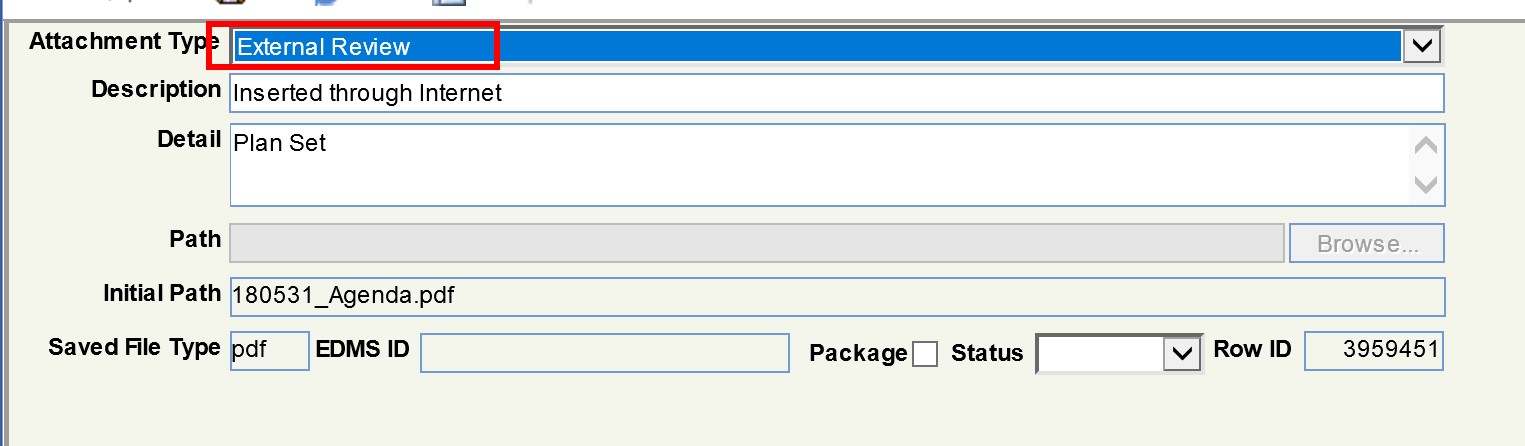 Attachment Type External Review
Description Inserted through Internet
Detail Plan Set
Path Browse...
Initial Path 180531_Agenda.pdf
Saved File Type pdf EDMS ID Package Status Row ID 3959451